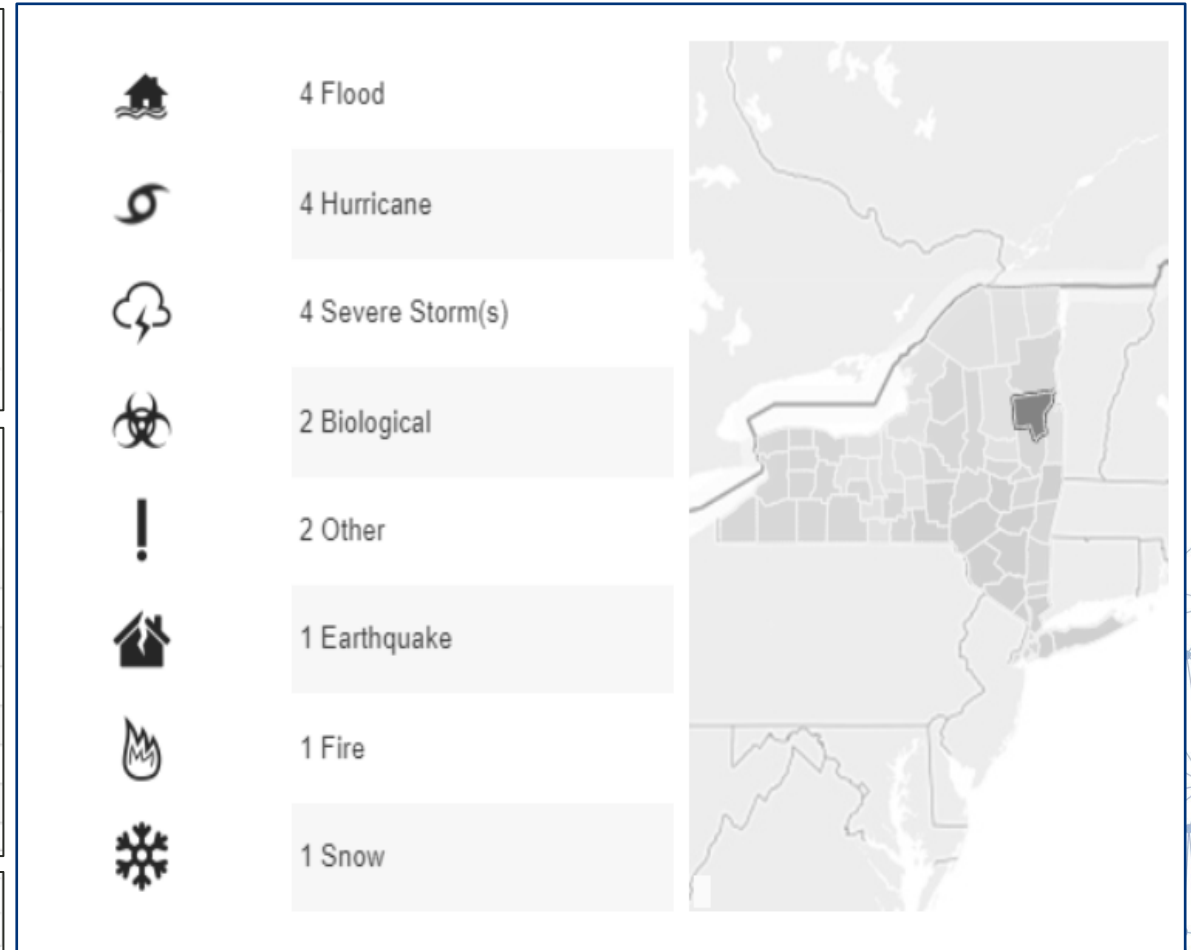 4 Flood
4 Hurricane
4 Severe Storm(s)
2 Biological
2 Other
1 Earthquake
1 Fire
1 Snow